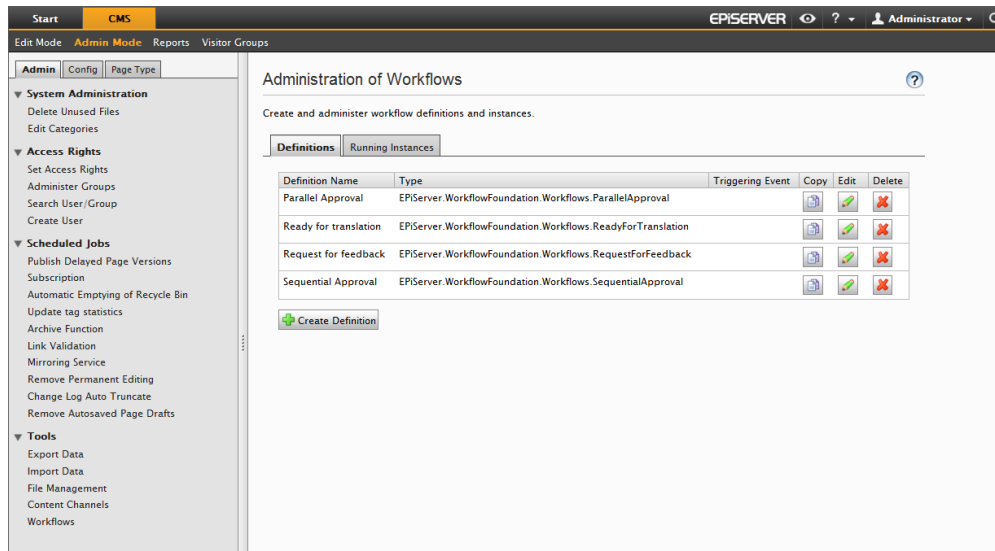 Start CMS EPiSERVER ? Administrator
Edit Mode Admin Mode Reports Visitor Groups
Admin Config Page Type
System Administration
Delete Unused Files
Edit Categories
Access Rights
Set Access Rights
Administer Groups
Search User/Group
Create User
Scheduled Jobs
Publish Delayed Page Versions
Subscription
Automatic Emptying of Recycle Bin
Update tag statistics
Archive Function
Link Validation
Mirroring Service
Remove Permanent Editing
Change Log Auto Truncate
Remove Autosaved Page Drafts
Tools
Export Data
Import Data
File Management
Content Channels
Workflows
Administration of Workflows ?
Create and administer workflow definitions and instances.
Definitions Running Instances
Definition Name Type Triggering Event Copy Edit Delete
Parallel Approval EPiServer.WorkflowFoundation.Workflows.ParallelApproval
Ready for translation EPiServer.WorkflowFoundation.Workflows.ReadyForTranslation
Request for feedback EPiServer.WorkflowFoundation.Workflows.RequestForFeedback
Sequential Approval EPiServer.WorkflowFoundation.Workflows.SequentialApproval
Create Definition